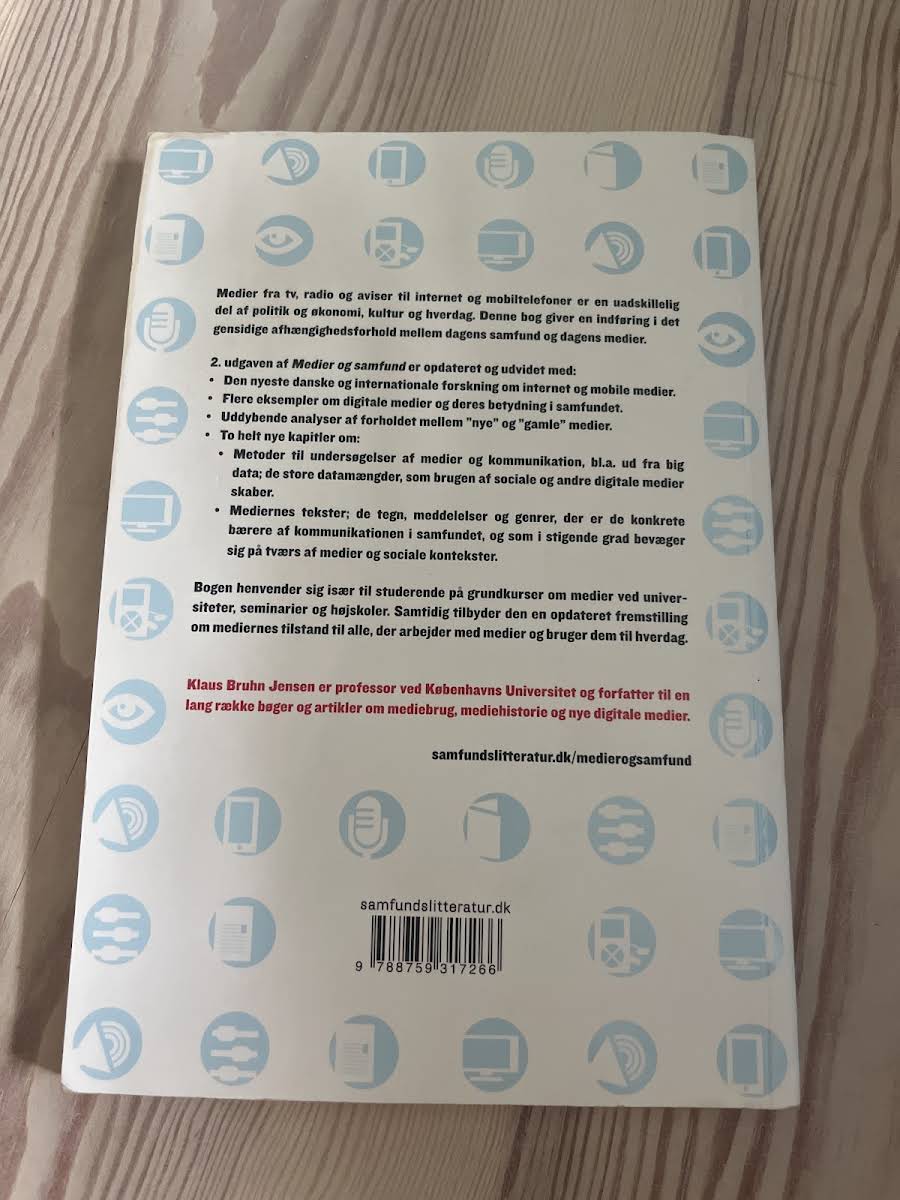 Medier fra tv, radio og aviser til internet og mobiltelefoner er en uadskillelig
del af politik og økonomi, kultur og hverdag. Denne bog giver en indføring i det
gensidige afhængighedsforhold mellem dagens samfund og dagens medier.
2. udgaven af Medier og samfund er opdateret og udvidet med:
• Den nyeste danske og internationale forskning om internet og mobile medier.
• Flere eksempler om digitale medier og deres betydning i samfundet.
• Uddybende analyser af forholdet mellem "nye" og "gamle" medier.
• To helt nye kapitler om:
• Metoder til undersøgelser af medier og kommunikation, bl.a. ud fra big
data; de store datamængder, som brugen af sociale og andre digitale medier
skaber.
• Mediernes tekster; de tegn, meddelelser og genrer, der er de konkrete
bærere af kommunikationen i samfundet, og som i stigende grad bevæger
sig på tværs af medier og sociale kontekster.
Bogen henvender sig især til studerende på grundkurser om medier ved univer-
siteter, seminarier og højskoler. Samtidig tilbyder den en opdateret fremstilling
om mediernes tilstand til alle, der arbejder med medier og bruger dem til hverdag.
Klaus Bruhn Jensen er professor ved Københavns Universitet og forfatter til en
lang række bøger og artikler om mediebrug, mediehistorie og nye digitale medier.
samfundslitteratur.dk/medierogsamfund
samfundslitteratur.dk
9 788759 317266